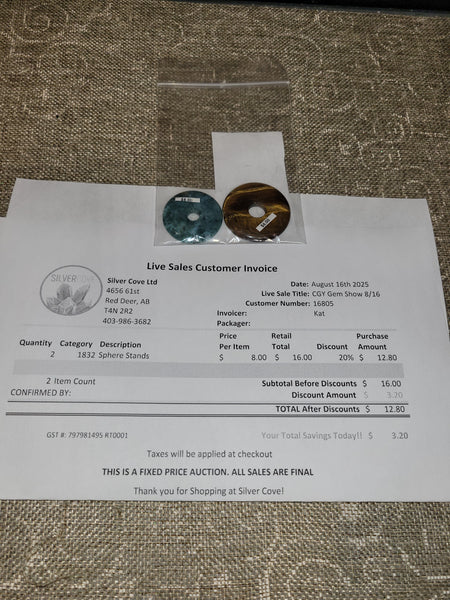 Live Sales Customer Invoice
SILVER COVE
Silver Cove Ltd
4656 61st
Red Deer, AB
T4N 2R2
403-986-3682
Date: August 16th 2025
Live Sale Title: CGY Gem Show 8/16
Customer Number: 16805
Invoicer: Kat
Packager:
Quantity Category Description Price Per Item Retail Total Discount Purchase Amount
2 1832 Sphere Stands $ 8.00 $ 16.00 20% $ 12.80
2 Item Count
Subtotal Before Discounts $ 16.00
CONFIRMED BY:
Discount Amount $ 3.20
TOTAL After Discounts $ 12.80
GST #: 797981495 RT0001
Your Total Savings Today!! $ 3.20
Taxes will be applied at checkout
THIS IS A FIXED PRICE AUCTION. ALL SALES ARE FINAL
Thank you for Shopping at Silver Cove!